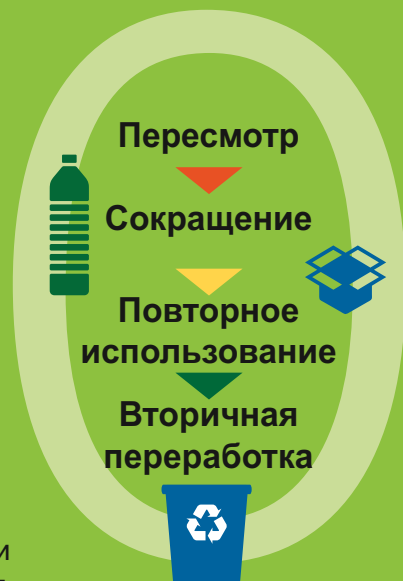 Пересмотр
Сокращение
Повторное
использование
Вторичная
переработка
и